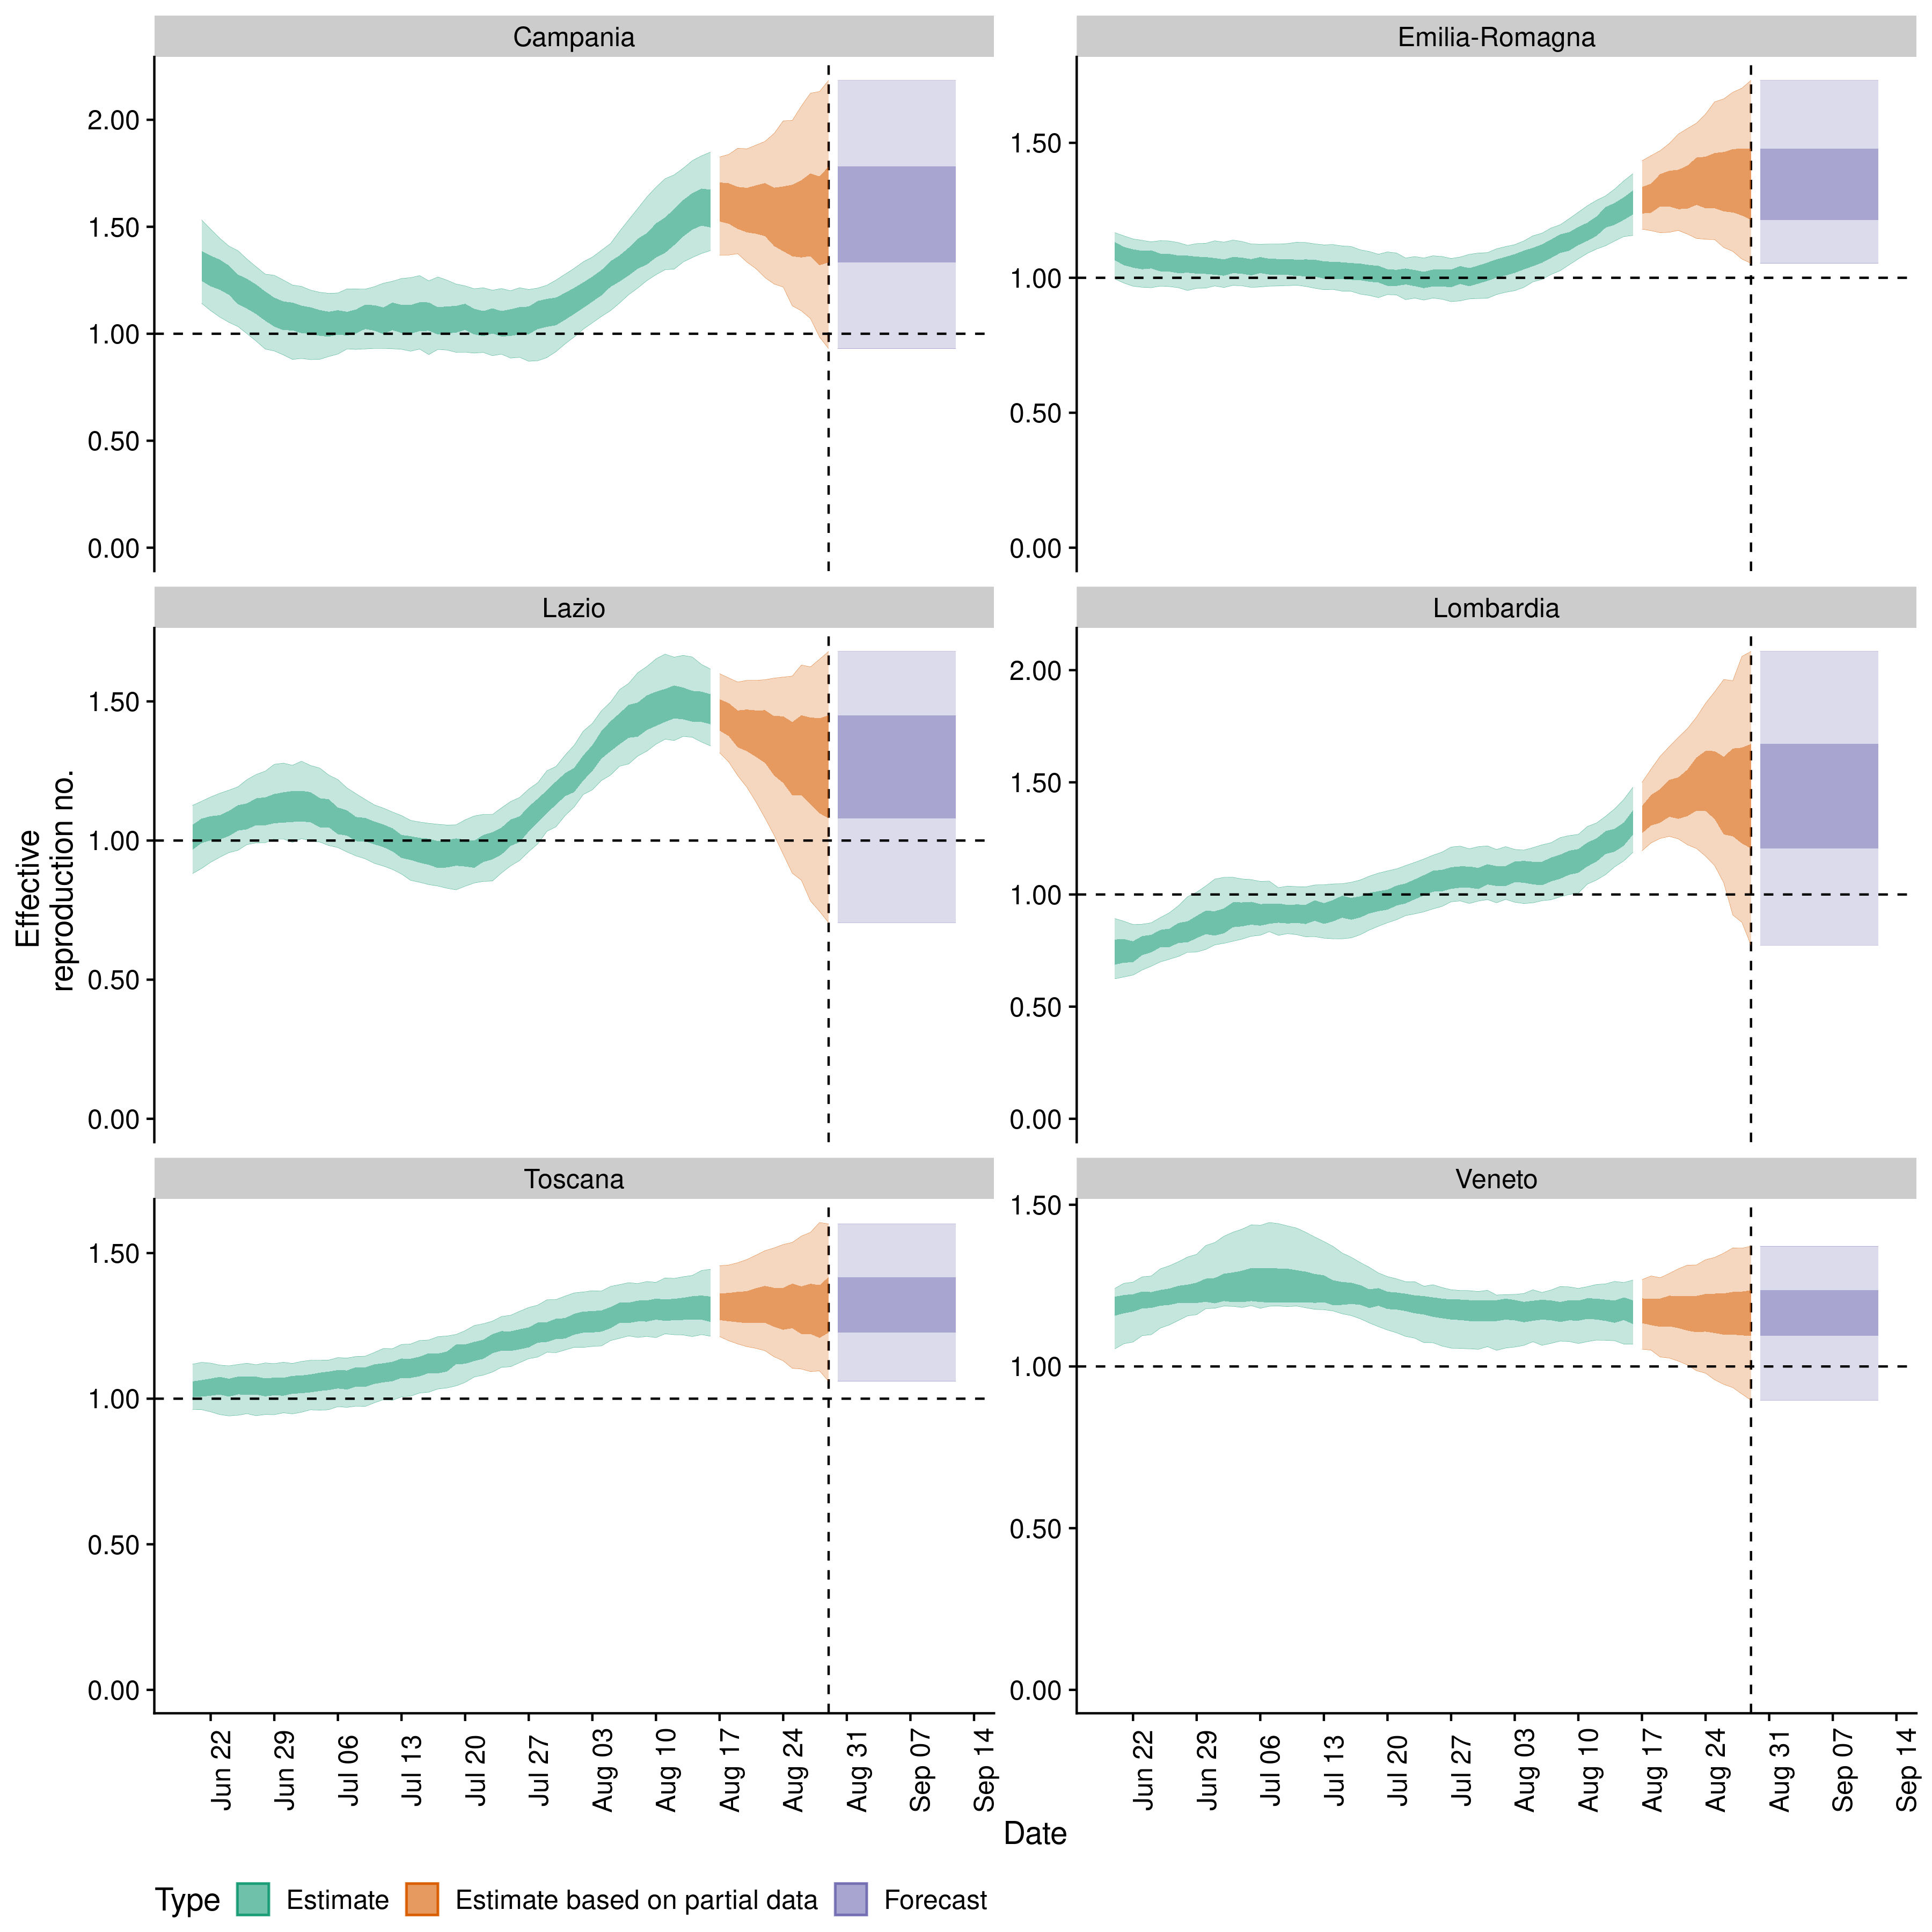 Campania
Emilia-Romagna
2.00
1.50
1.00
0.50
0.00
1.50
1.00
0.50
0.00
Lazio
Lombardia
1.50
1.00
0.50
0.00
2.00
1.50
1.00
0.50
0.00
Toscana
Veneto
1.50
1.00
0.50
0.00
1.50
1.00
0.50
0.00
Effective
reproduction no.
Jun 22
Jun 29
Jul 06
Jul 13
Jul 20
Jul 27
Aug 03
Aug 10
Aug 17
Aug 24
Aug 31
Sep 07
Sep 14
Jun 22
Jun 29
Jul 06
Jul 13
Jul 20
Jul 27
Aug 03
Aug 10
Aug 17
Aug 24
Aug 31
Sep 07
Sep 14
Date
Type Estimate Estimate based on partial data Forecast